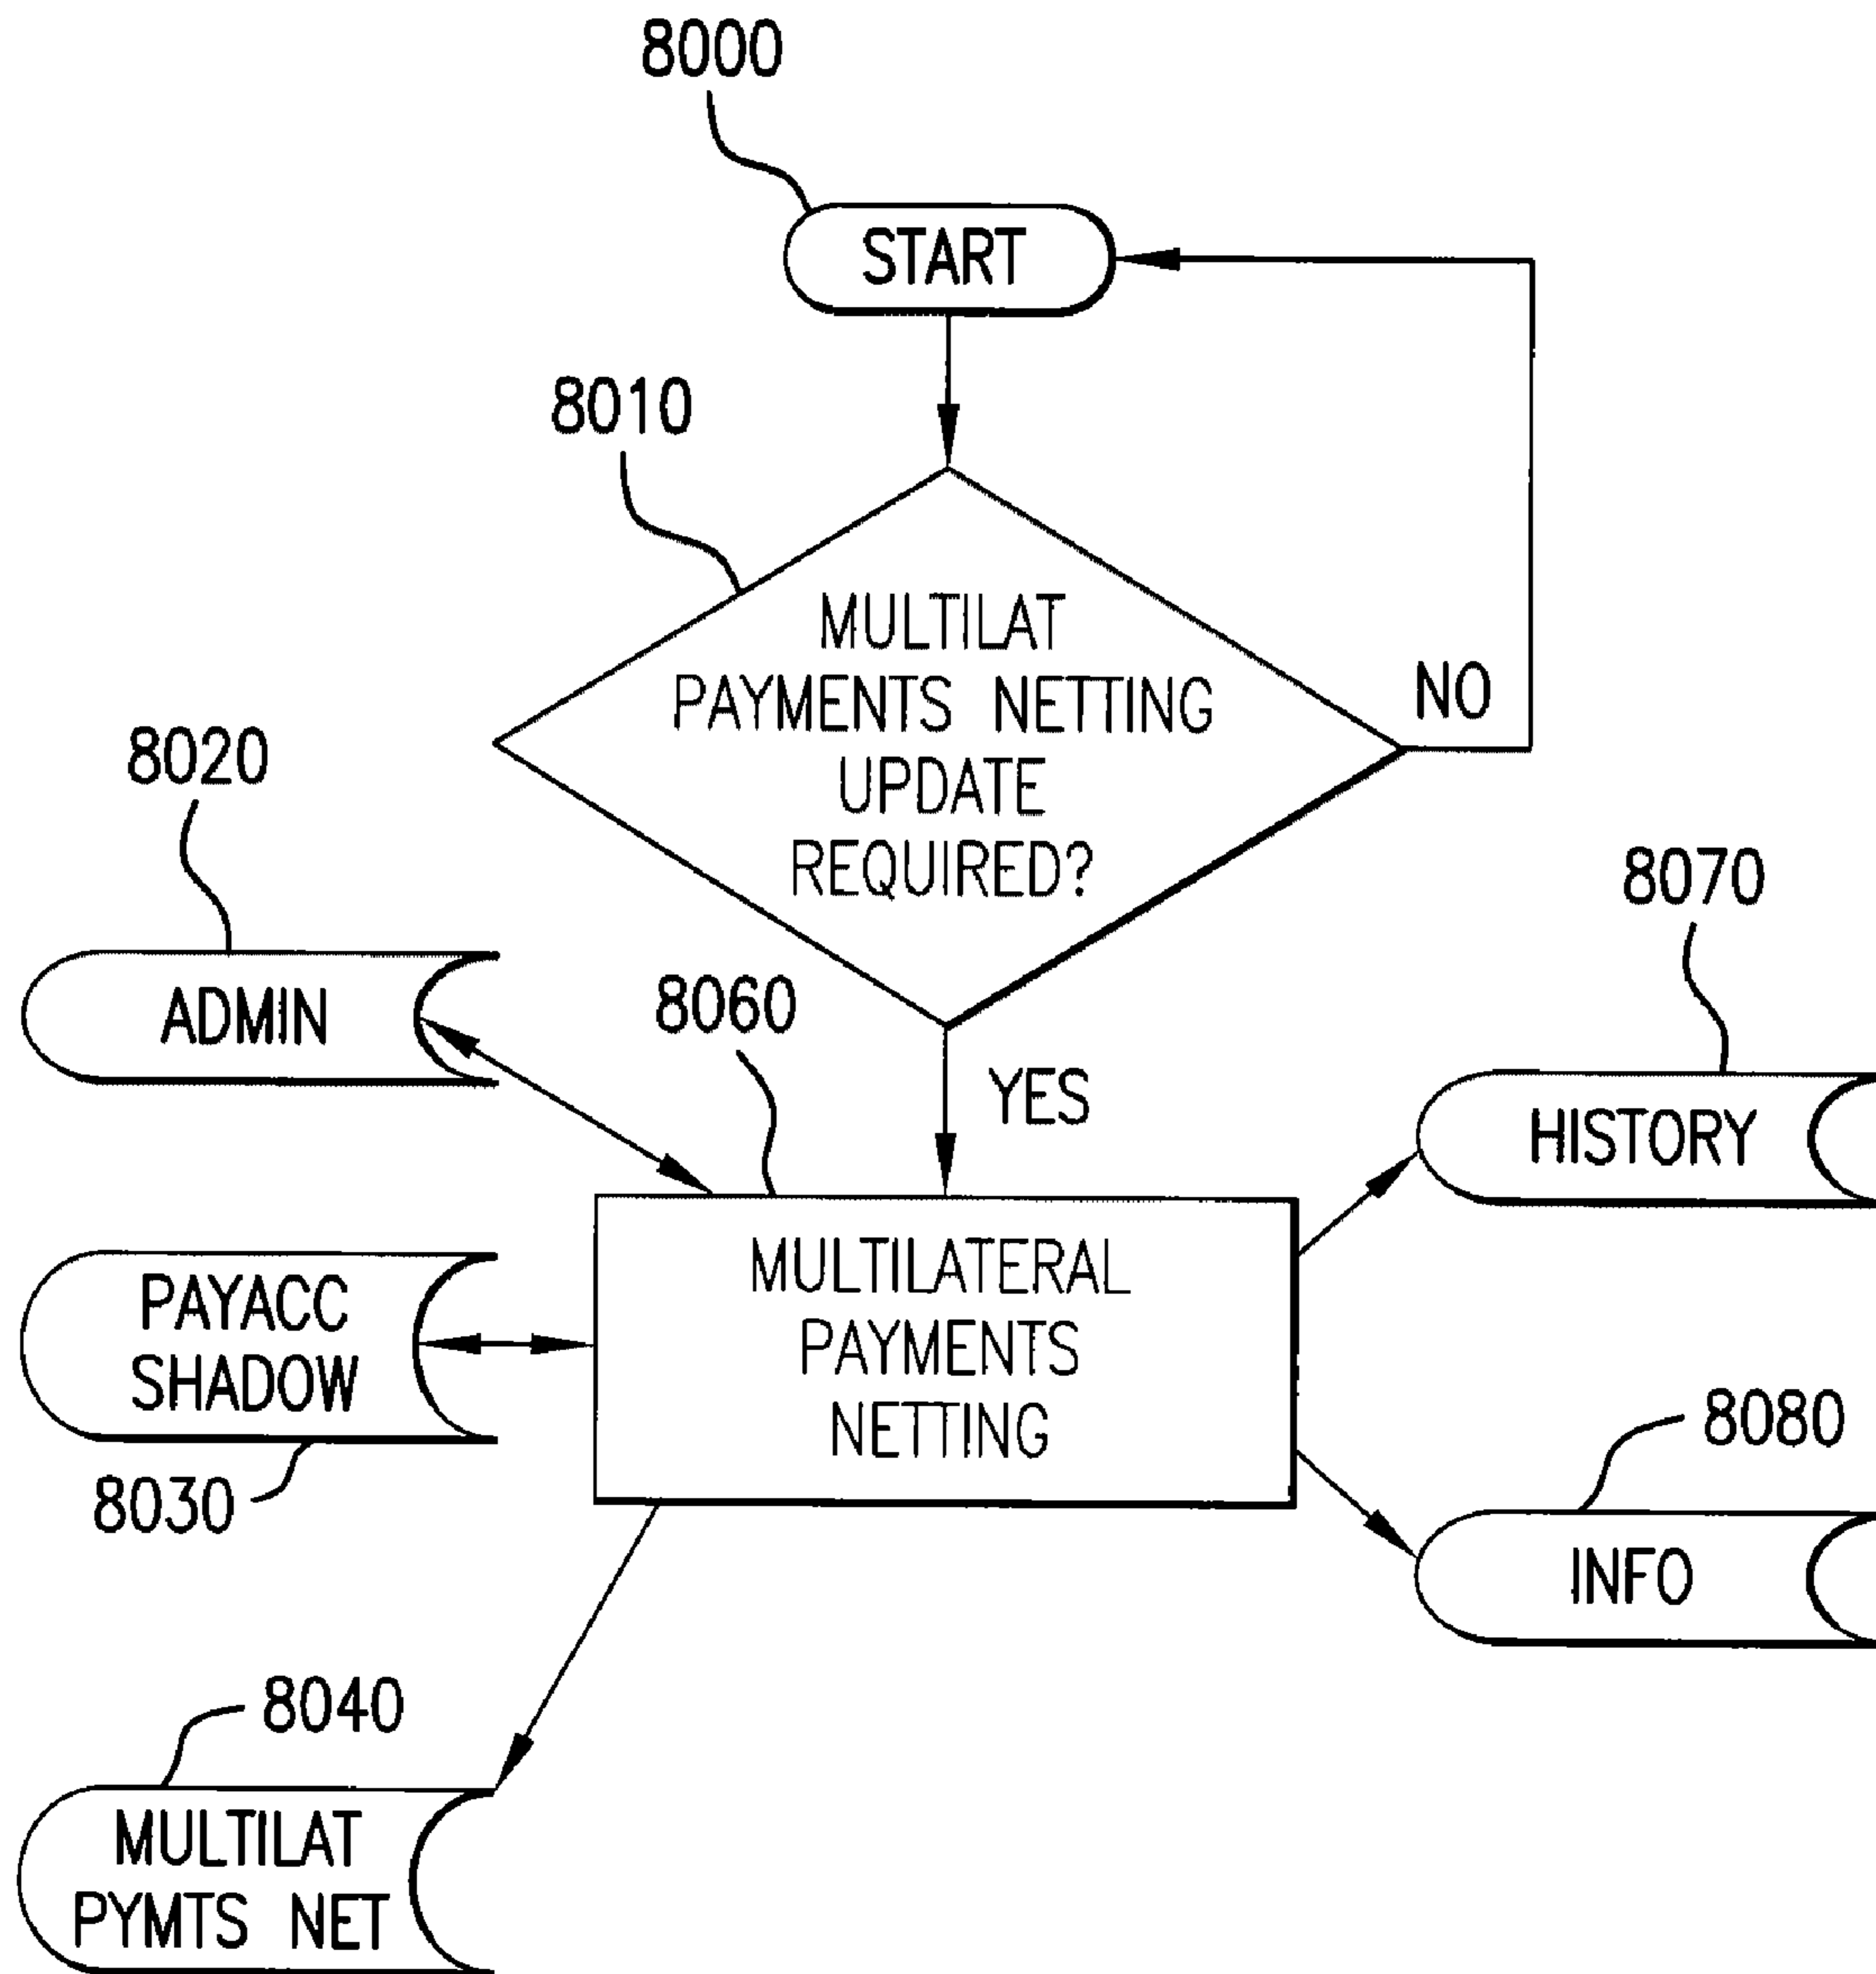 8000
START
8010
MULTILAT
PAYMENTS NETTING
UPDATE
REQUIRED?
NO
8020
ADMIN
8060
YES
8070
HISTORY
PAYACC
SHADOW
8030
MULTILATERAL
PAYMENTS
NETTING
8080
INFO
8040
MULTILAT
PYMTS NET